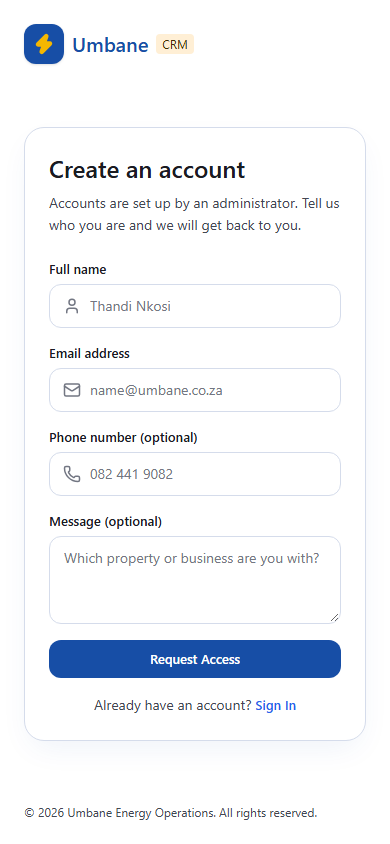 Umbane CRM
Create an account
Accounts are set up by an administrator. Tell us
who you are and we will get back to you.
Full name
Thandi Nkosi
Email address
name@umbane.co.za
Phone number (optional)
082 441 9082
Message (optional)
Which property or business are you with?
Request Access
Already have an account? Sign In
© 2026 Umbane Energy Operations. All rights reserved.